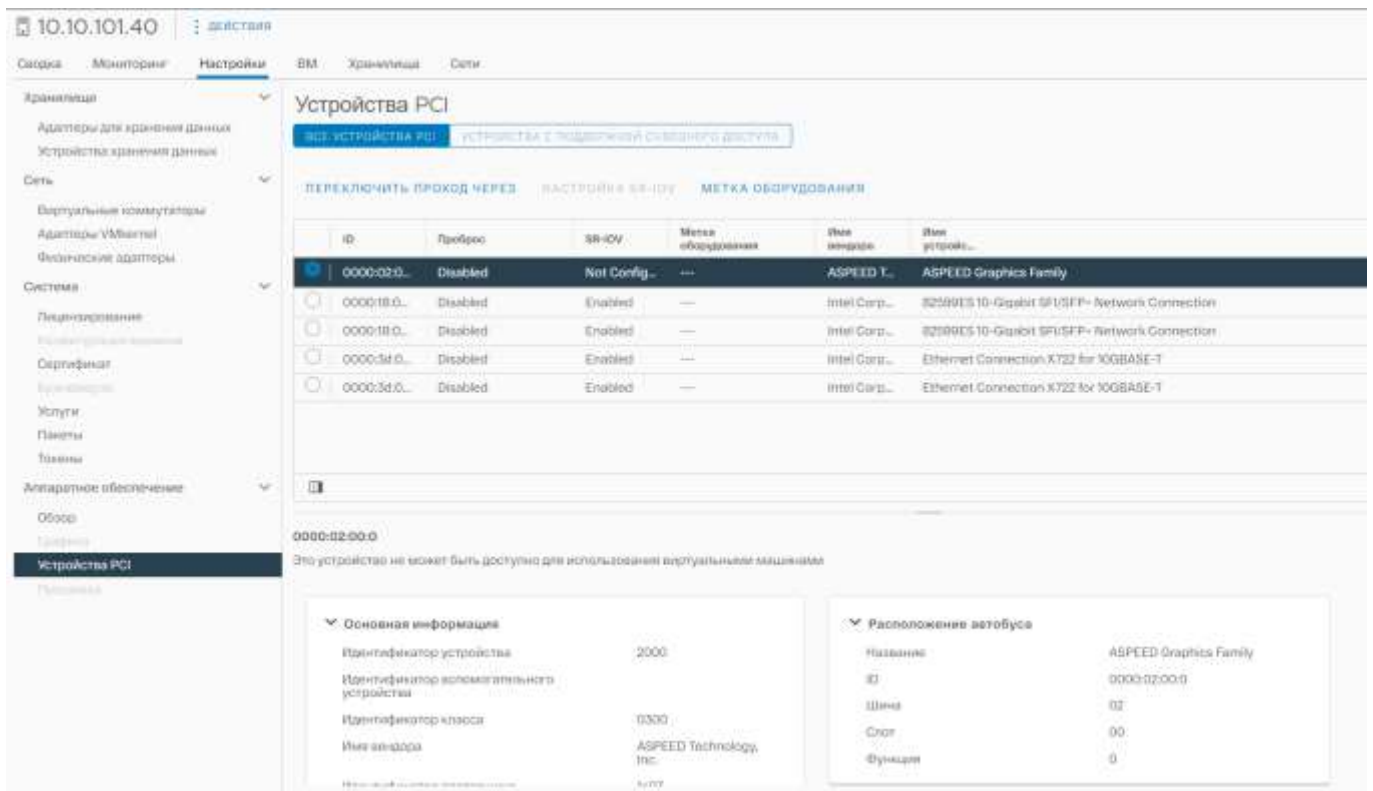 10.10.101.40 ДЕЙСТВИЯ
Сводка Мониторинг Настройки ВМ Хранилища Сети
Хранилище
Адаптеры для хранения данных
Устройства хранения данных
Сеть
Виртуальные коммутаторы
Адаптеры VMkernel
Физические адаптеры
Система
Лицензирование
Сертификат
Услуги
Пакеты
Токены
Аппаратное обеспечение
Обзор
Графика
Устройства PCI
Устройства PCI
ВСЕ УСТРОЙСТВА PCI УСТРОЙСТВА С ПОДДЕРЖКОЙ СКВОЗНОГО ДОСТУПА
ПЕРЕКЛЮЧИТЬ ПРОХОД ЧЕРЕЗ НАСТРОЙКА SR-IOV МЕТКА ОБОРУДОВАНИЯ
ID Проброс SR-IOV Метка оборудования Имя вендора Имя устройс...
0000:02:0... Disabled Not Config... --- ASPEED T... ASPEED Graphics Family
0000:18:0... Disabled Enabled --- Intel Corp... 82599ES 10-Gigabit SFI/SFP+ Network Connection
0000:18:0... Disabled Enabled --- Intel Corp... 82599ES 10-Gigabit SFI/SFP+ Network Connection
0000:3d:0... Disabled Enabled --- Intel Corp... Ethernet Connection X722 for 10GBASE-T
0000:3d:0... Disabled Enabled --- Intel Corp... Ethernet Connection X722 for 10GBASE-T
0000:02:00.0
Это устройство не может быть доступно для использования виртуальными машинами
Основная информация
Идентификатор устройства 2000
Идентификатор вспомогательного
устройства
Идентификатор класса 0300
Имя вендора ASPEED Technology,
Inc.
Расположение автобуса
Название ASPEED Graphics Family
ID 0000:02:00.0
Шина 02
Слот 00
Функция 0